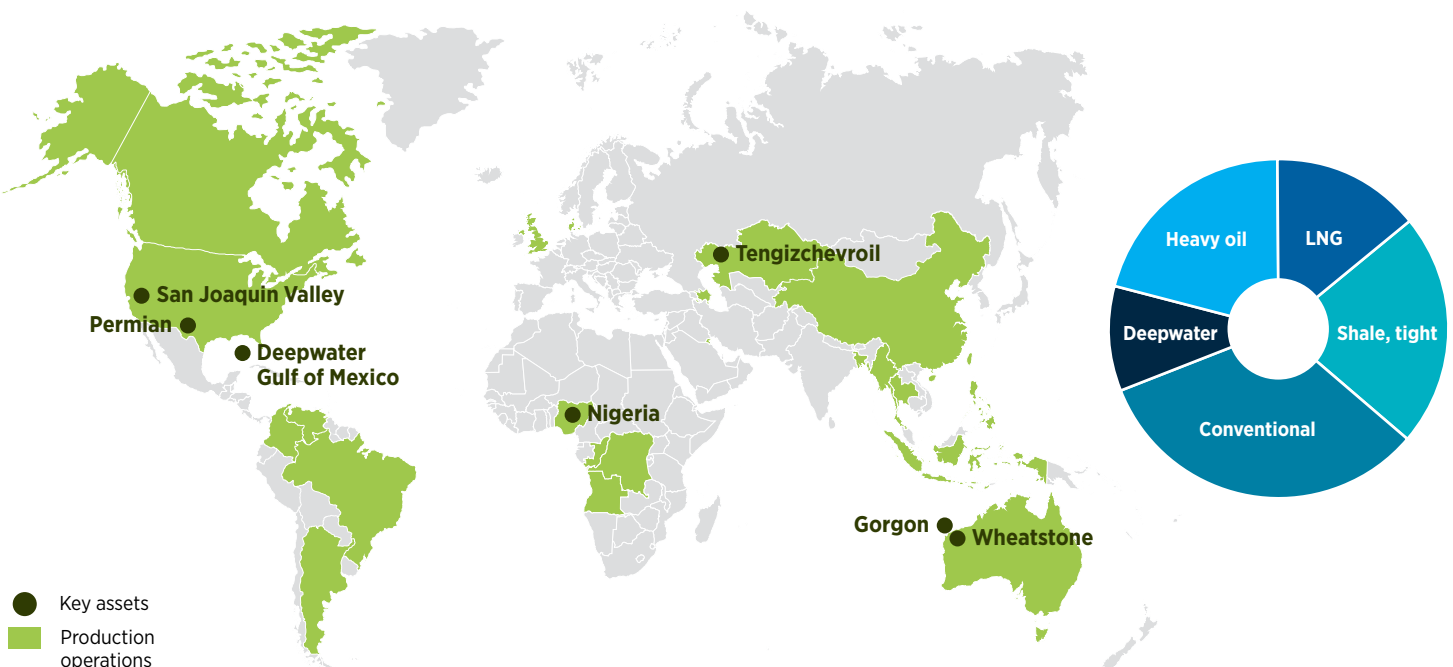 San Joaquin Valley
Permian
Deepwater
Gulf of Mexico
Tengizchevroil
Nigeria
Gorgon
Wheatstone
Key assets
Production
operations
Heavy oil
LNG
Deepwater
Shale, tight
Conventional